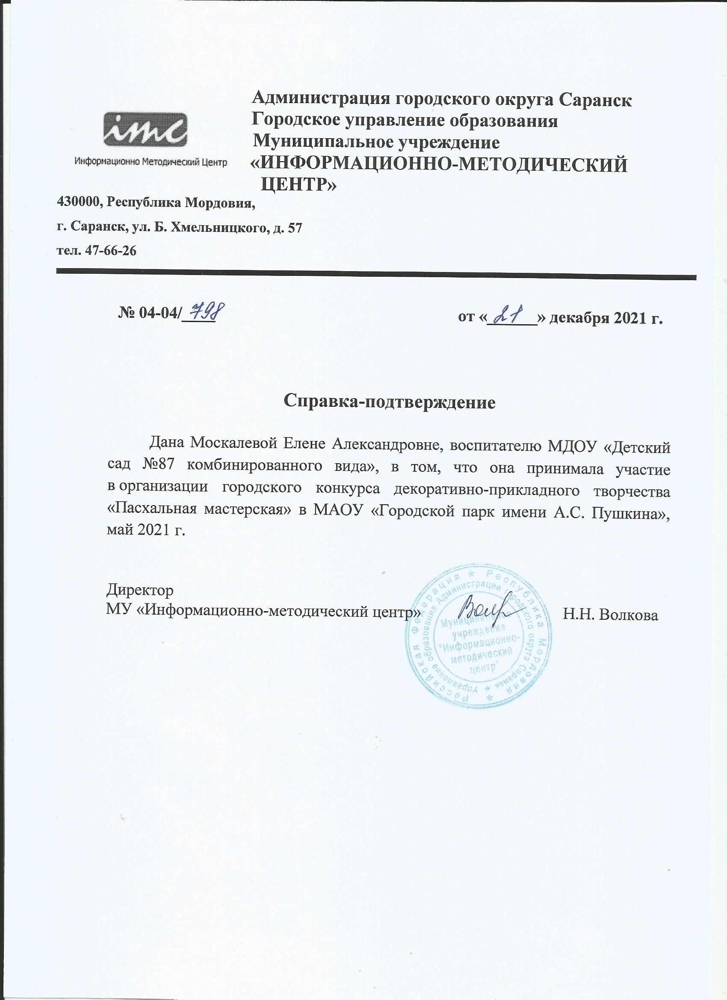 Администрация городского округа Саранск
Городское управление образования
Муниципальное учреждение
«ИНФОРМАЦИОННО-МЕТОДИЧЕСКИЙ
ЦЕНТР»
imc
Информационно Методический Центр
430000, Республика Мордовия,
г. Саранск, ул. Б. Хмельницкого, д. 57
тел. 47-66-26
№ 04-04/ 798
от « 21 » декабря 2021 г.
Справка-подтверждение
Дана Москалевой Елене Александровне, воспитателю МДОУ «Детский
сад №87 комбинированного вида», в том, что она принимала участие
в организации городского конкурса декоративно-прикладного творчества
«Пасхальная мастерская» в МАОУ «Городской парк имени А.С. Пушкина»,
май 2021 г.
Директор
МУ «Информационно-методический центр»
Н.Н. Волкова
Российская Федерация ★ Республика Мордовия ★
Управление образования Администрации городского округа Саранск ★
Муниципальное
учреждение
"Информационно-
методический
центр"